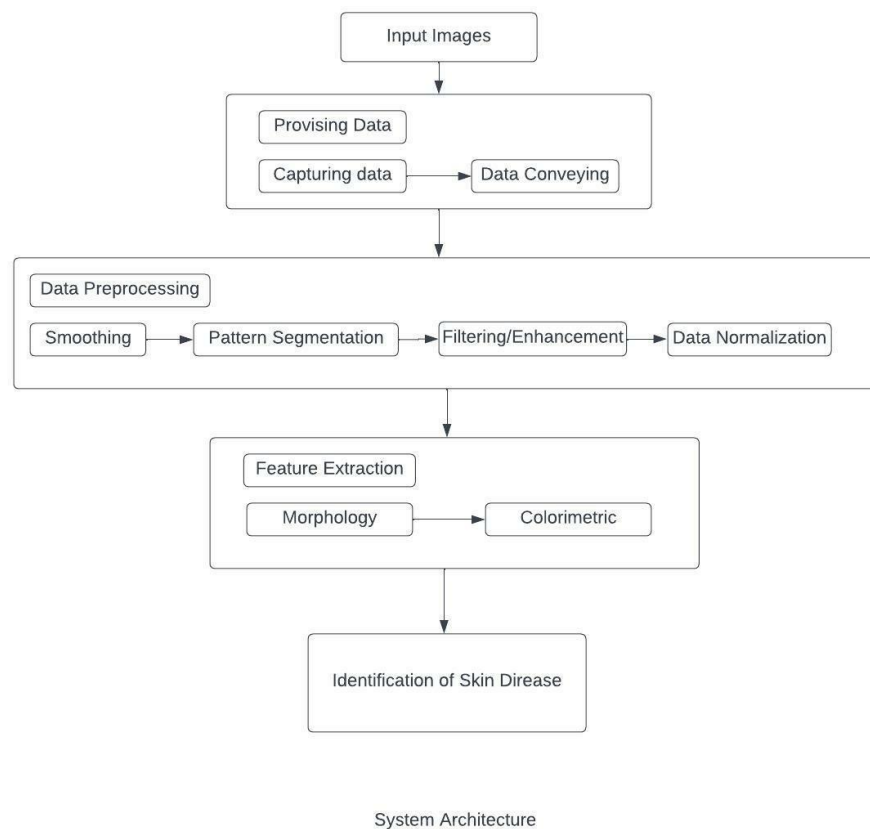 Input Images
Provising Data
Capturing data
Data Conveying
Data Preprocessing
Smoothing
Pattern Segmentation
Filtering/Enhancement
Data Normalization
Feature Extraction
Morphology
Colorimetric
Identification of Skin Direase
System Architecture